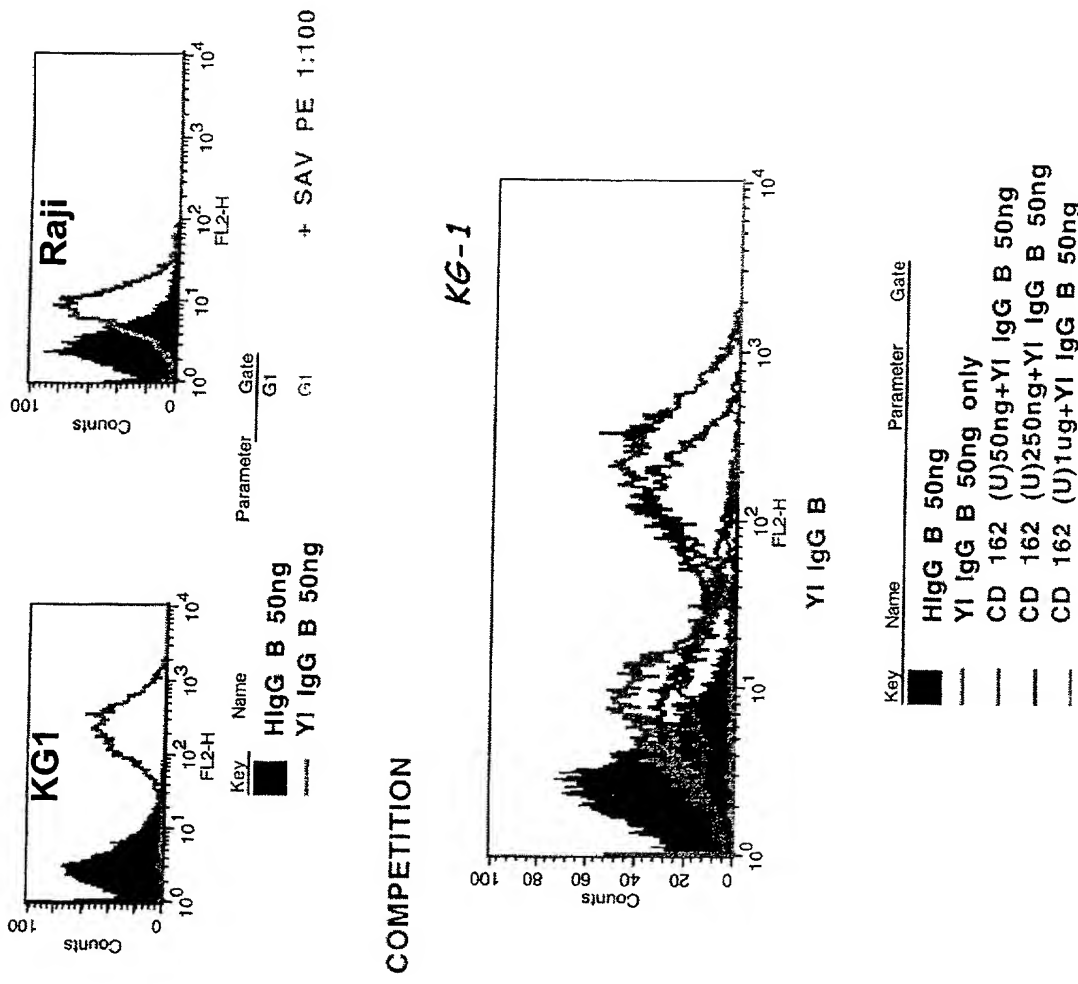 KG1
100
0
Counts
10^0 10^1 10^2 10^3 10^4
FL2-H
Key Name Parameter Gate
HIgG B 50ng G1
YI IgG B 50ng G1
Raji
100
0
Counts
10^0 10^1 10^2 10^3 10^4
FL2-H
+ SAV PE 1:100
COMPETITION
KG-1
100
80
60
40
20
0
Counts
10^0 10^1 10^2 10^3 10^4
FL2-H
YI IgG B
Key Name Parameter Gate
HIgG B 50ng
YI IgG B 50ng only
CD 162 (U)50ng+YI IgG B 50ng
CD 162 (U)250ng+YI IgG B 50ng
CD 162 (U)1ug+YI IgG B 50ng